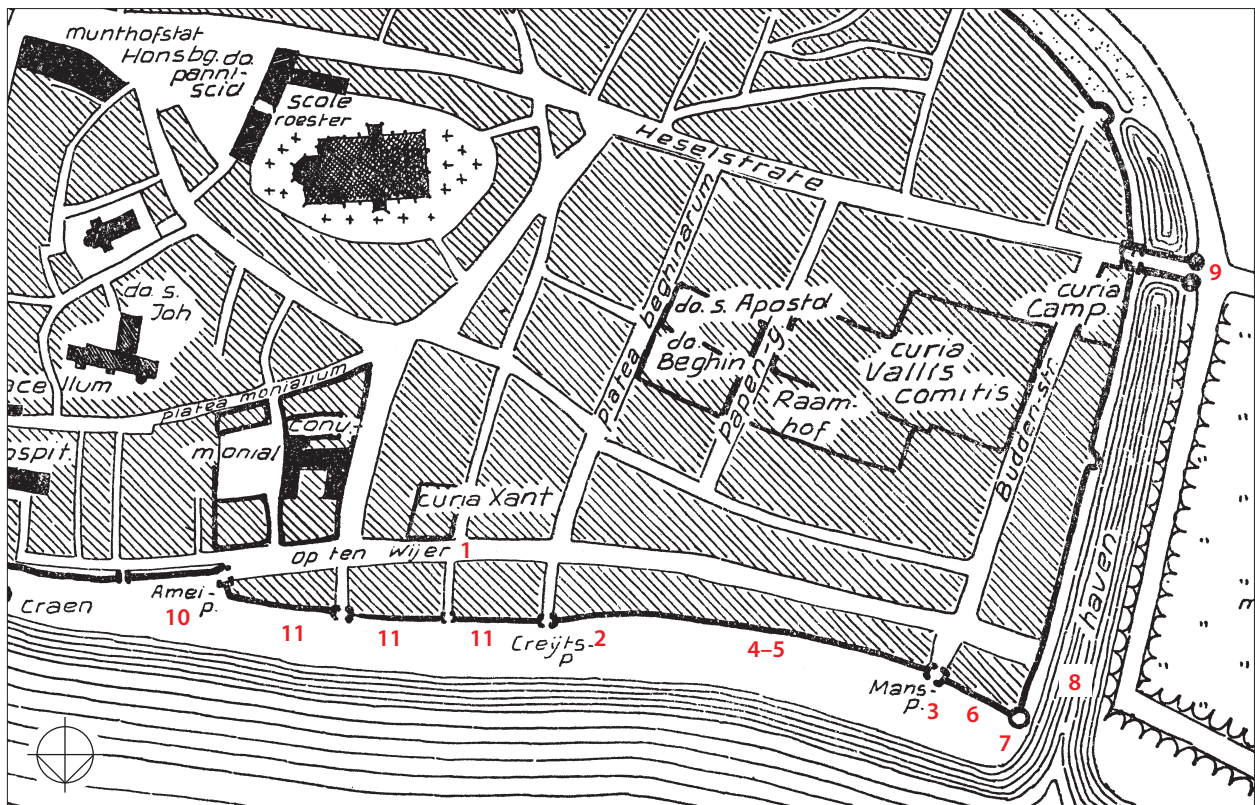 munthofstat
Honsbg. do.
panni-
scid
scole
roester
Heselstrate
9
curia
Camp.
do. s.
Joh
platea beghinarum
do. s. Apostol
do.
Beghin
Papen-g
curia
Vallis
comitis
Raam-
hof
Budden-str.
acellum
platea monialium
conv.
monial
ospit.
curia Xant
op ten Wijer 1
haven
craen
Amei-
p.
10
11
11
11
Creÿts-
p
2
4–5
Mans-
p.
3
6
7
8